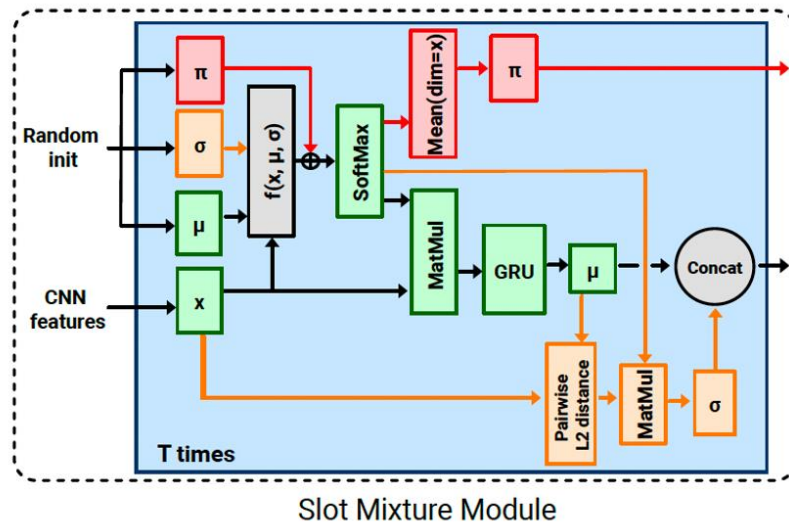 π
Mean(dim=x)
π
Random
init
σ
f(x, μ, σ)
SoftMax
μ
MatMul
GRU
μ
Concat
CNN
features
x
Pairwise
L2 distance
MatMul
σ
T times
Slot Mixture Module